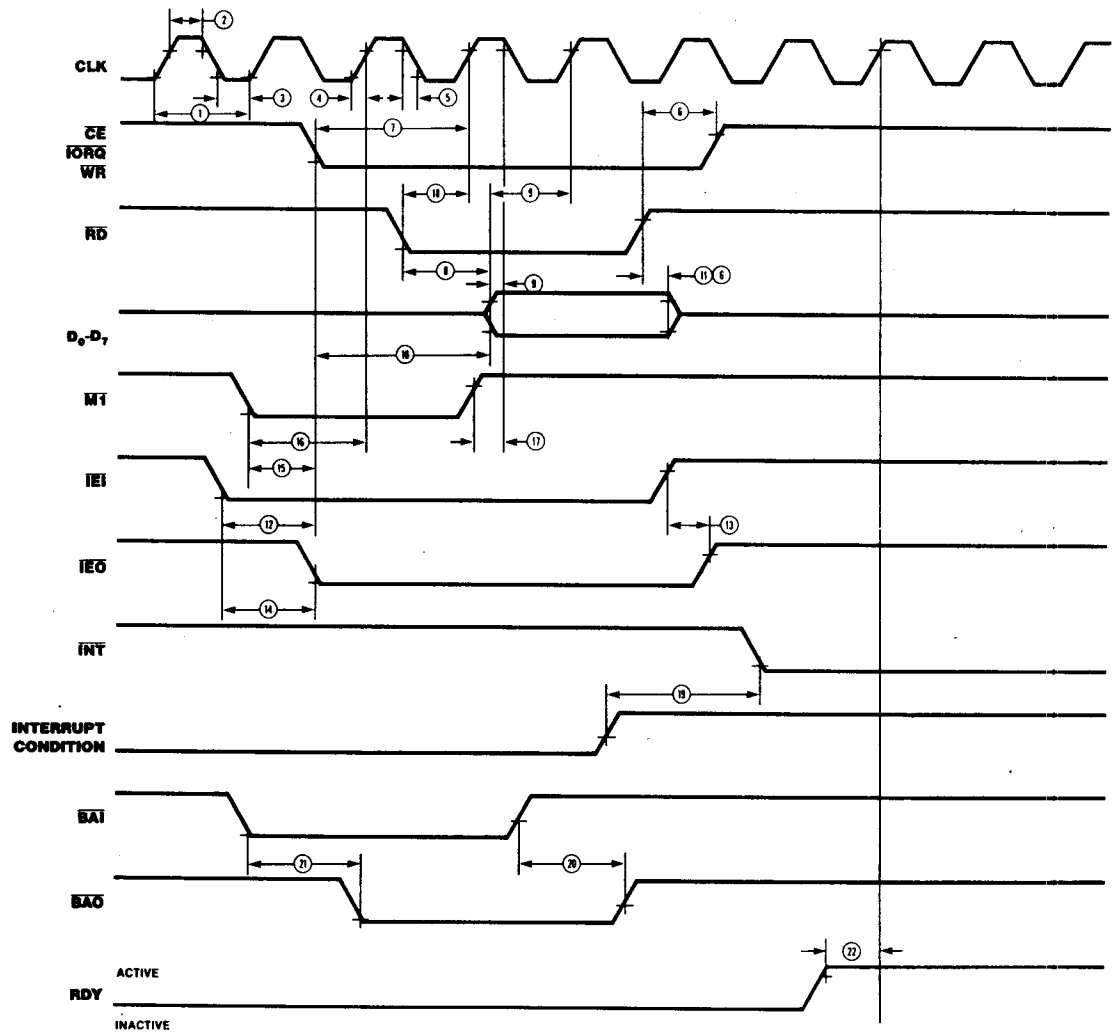 2
CLK
3 4 5
1 7 6
CE
IORQ
WR
10 9
RD
8 11 6
9
D₀-D₇
18
M1
16 17
15
IEI
12 13
IEO
14
INT
19
INTERRUPT
CONDITION
BAI
21 20
BAO
22
ACTIVE
RDY
INACTIVE